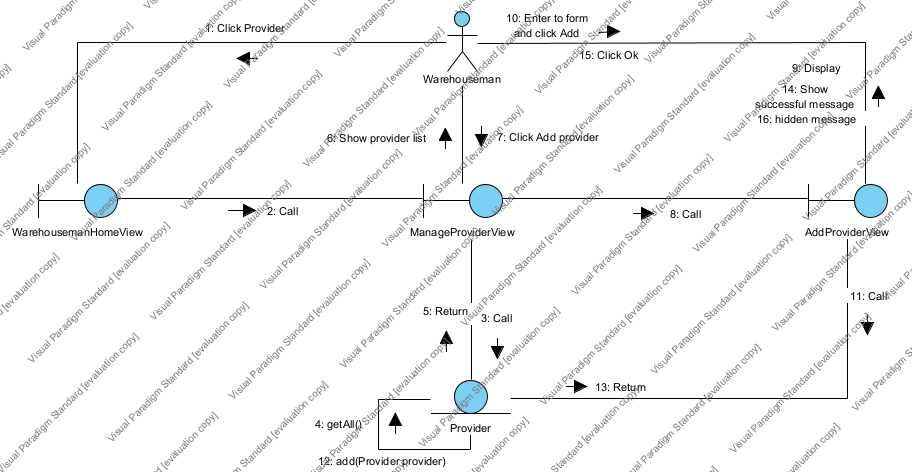 1: Click Provider
10: Enter to form
and click Add
15: Click Ok
9: Display
14: Show
successful message
16: hidden message
Warehouseman
6: Show provider list
7: Click Add provider
2: Call
8: Call
WarehousemanHomeView
ManageProviderView
AddProviderView
11: Call
5: Return
3: Call
13: Return
4: getAll()
Provider
12: add(Provider provider)
Visual Paradigm Standard [evaluation copy]